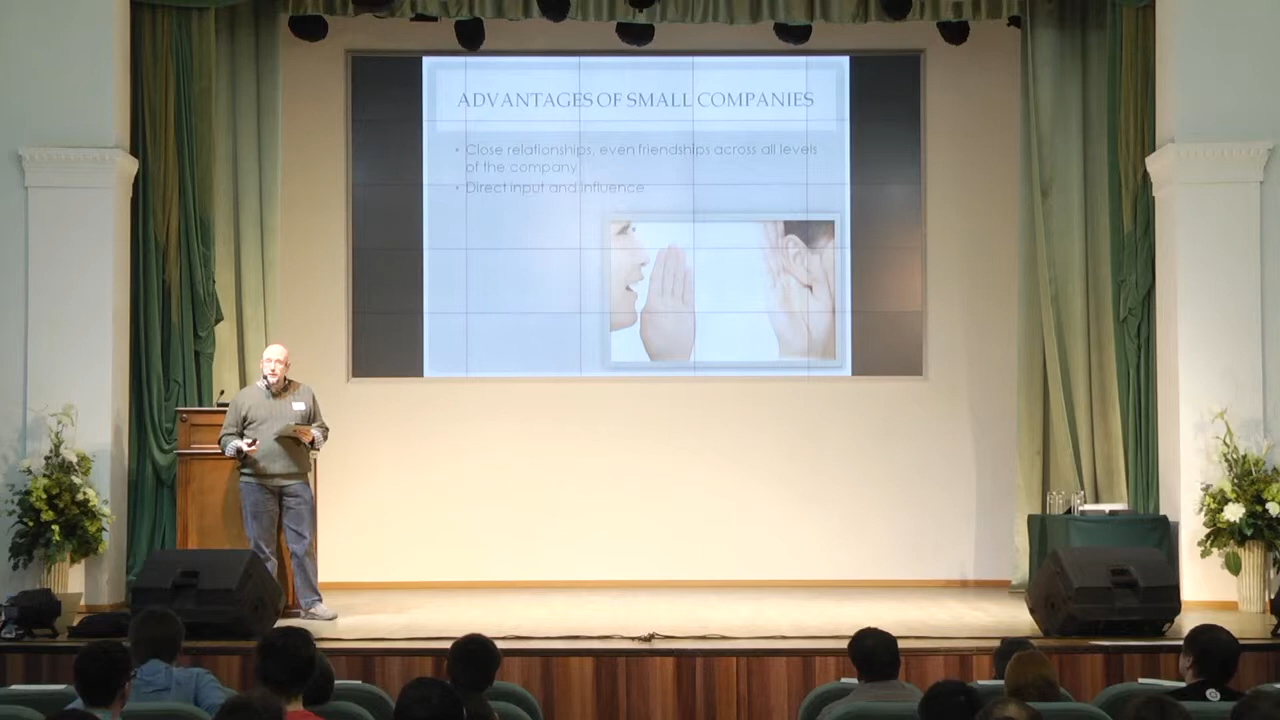 ADVANTAGES OF SMALL COMPANIES
• Close relationships, even friendships across all levels
of the company
• Direct input and influence